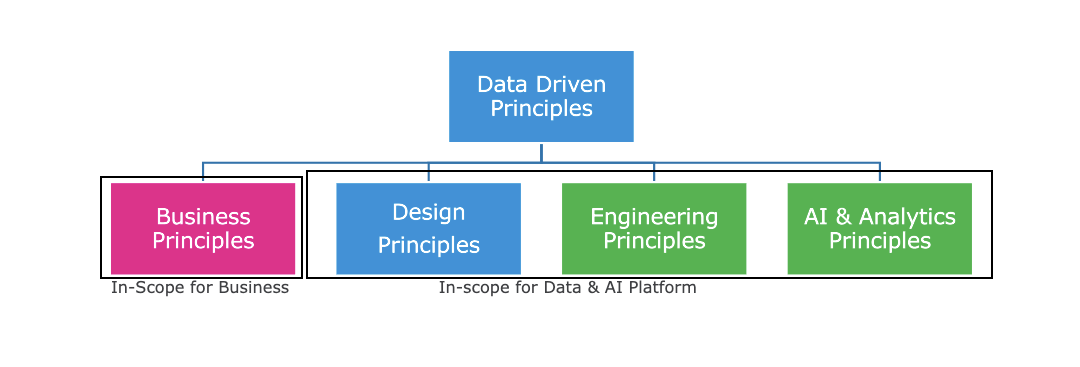 Data Driven
Principles
Business
Principles
Design
Principles
Engineering
Principles
AI & Analytics
Principles
In-Scope for Business
In-scope for Data & AI Platform